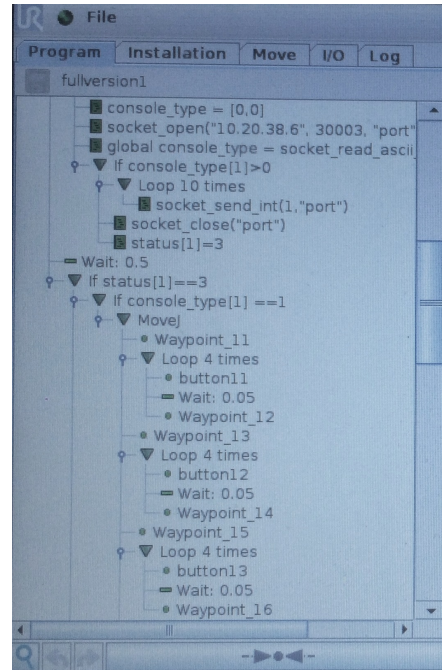 UR File
Program Installation Move I/O Log
fullversion1
console_type = [0,0]
socket_open("10.20.38.6", 30003, "port"
global console_type = socket_read_ascii_
If console_type[1]>0
Loop 10 times
socket_send_int(1,"port")
socket_close("port")
status[1]=3
Wait: 0.5
If status[1]==3
If console_type[1] ==1
MoveJ
Waypoint_11
Loop 4 times
button11
Wait: 0.05
Waypoint_12
Waypoint_13
Loop 4 times
button12
Wait: 0.05
Waypoint_14
Waypoint_15
Loop 4 times
button13
Wait: 0.05
Waypoint_16